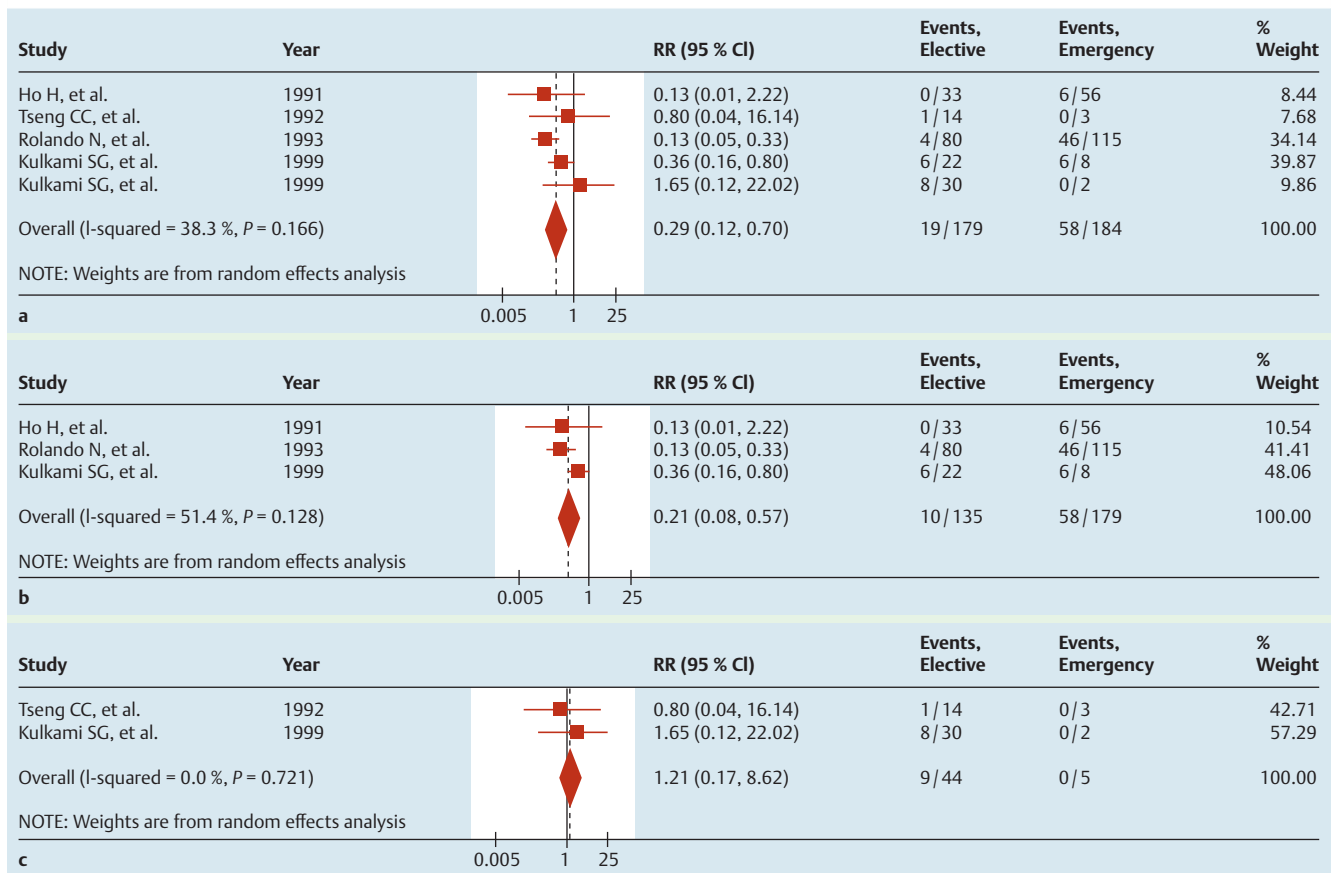 Study Year RR (95 % Cl) Events, Elective Events, Emergency % Weight
Ho H, et al. 1991 0.13 (0.01, 2.22) 0/33 6/56 8.44
Tseng CC, et al. 1992 0.80 (0.04, 16.14) 1/14 0/3 7.68
Rolando N, et al. 1993 0.13 (0.05, 0.33) 4/80 46/115 34.14
Kulkami SG, et al. 1999 0.36 (0.16, 0.80) 6/22 6/8 39.87
Kulkami SG, et al. 1999 1.65 (0.12, 22.02) 8/30 0/2 9.86
Overall (I-squared = 38.3 %, P = 0.166) 0.29 (0.12, 0.70) 19/179 58/184 100.00
NOTE: Weights are from random effects analysis
a 0.005 1 25
Study Year RR (95 % Cl) Events, Elective Events, Emergency % Weight
Ho H, et al. 1991 0.13 (0.01, 2.22) 0/33 6/56 10.54
Rolando N, et al. 1993 0.13 (0.05, 0.33) 4/80 46/115 41.41
Kulkami SG, et al. 1999 0.36 (0.16, 0.80) 6/22 6/8 48.06
Overall (I-squared = 51.4 %, P = 0.128) 0.21 (0.08, 0.57) 10/135 58/179 100.00
NOTE: Weights are from random effects analysis
b 0.005 1 25
Study Year RR (95 % Cl) Events, Elective Events, Emergency % Weight
Tseng CC, et al. 1992 0.80 (0.04, 16.14) 1/14 0/3 42.71
Kulkami SG, et al. 1999 1.65 (0.12, 22.02) 8/30 0/2 57.29
Overall (I-squared = 0.0 %, P = 0.721) 1.21 (0.17, 8.62) 9/44 0/5 100.00
NOTE: Weights are from random effects analysis
c 0.005 1 25